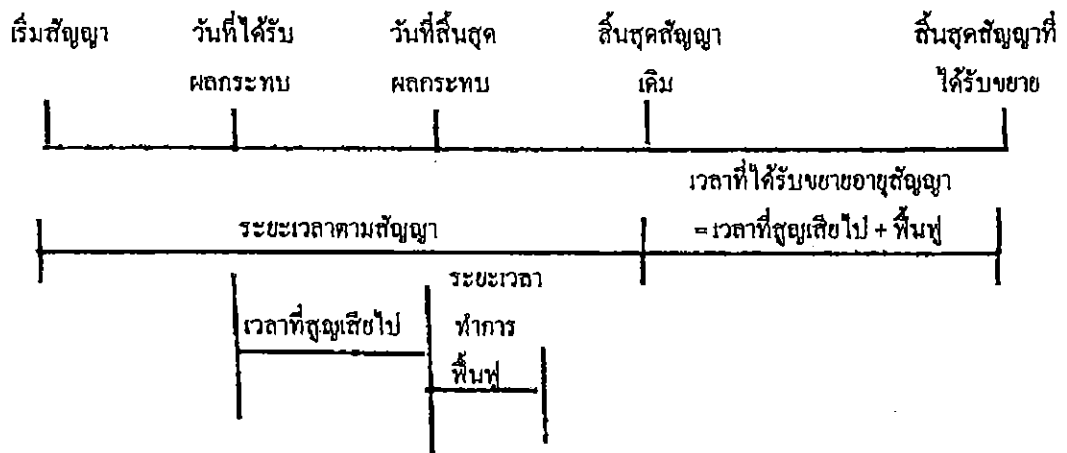 เริ่มสัญญา วันที่ได้รับ วันที่สิ้นสุด สิ้นสุดสัญญา สิ้นสุดสัญญาที่
ผลกระทบ ผลกระทบ เดิม ได้รับขยาย
เวลาที่ได้รับขยายอายุสัญญา
ระยะเวลาตามสัญญา = เวลาที่สูญเสียไป + ฟื้นฟู
ระยะเวลา
เวลาที่สูญเสียไป ทำการ
ฟื้นฟู